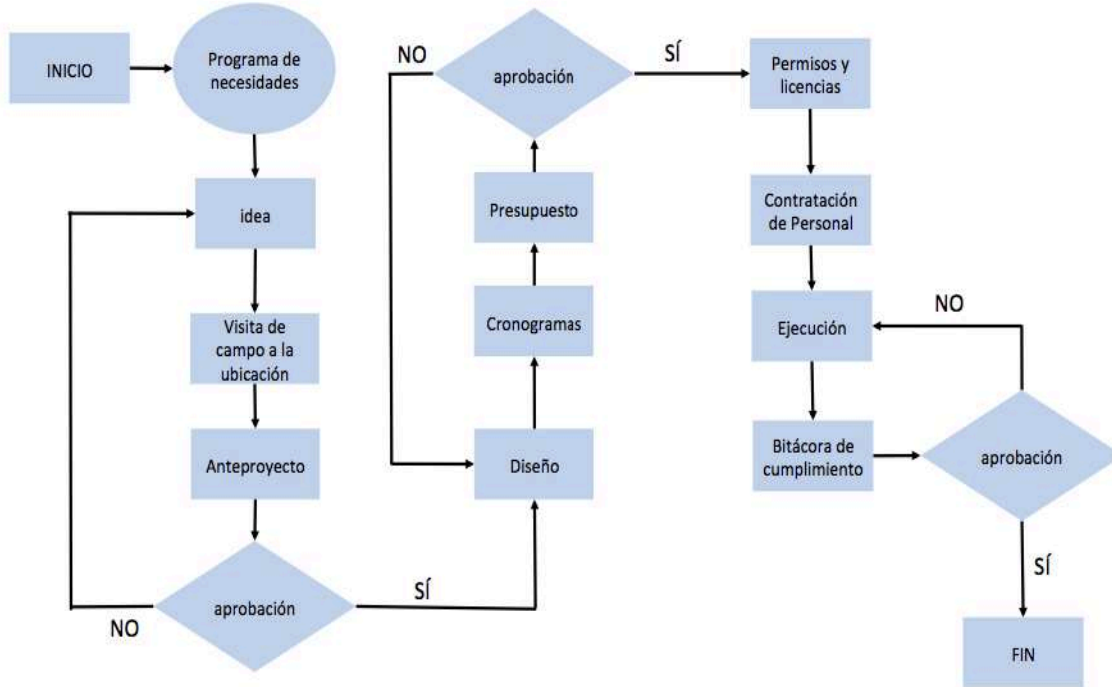 INICIO
Programa de
necesidades
idea
Visita de
campo a la
ubicación
Anteproyecto
aprobación
NO
SÍ
Diseño
Cronogramas
Presupuesto
aprobación
NO
SÍ
Permisos y
licencias
Contratación
de Personal
Ejecución
Bitácora de
cumplimiento
aprobación
NO
SÍ
FIN